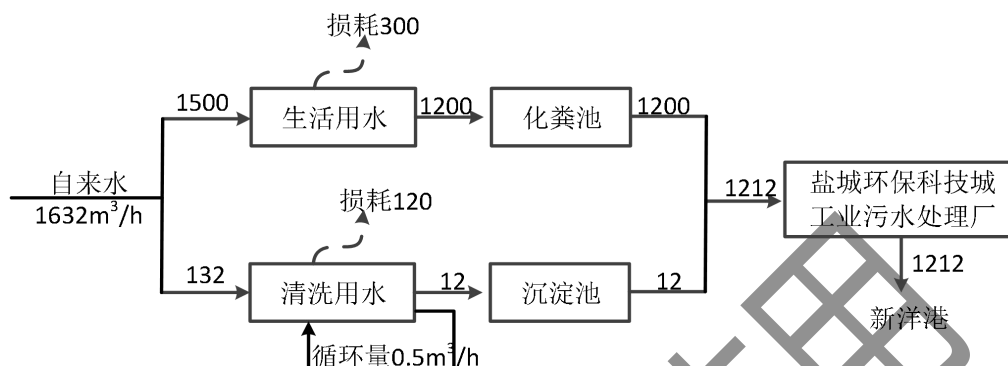 损耗300
1500
生活用水
1200
化粪池
1200
自来水
1632m³/h
损耗120
1212
盐城环保科技城
工业污水处理厂
132
清洗用水
12
沉淀池
12
1212
新洋港
循环量0.5m³/h